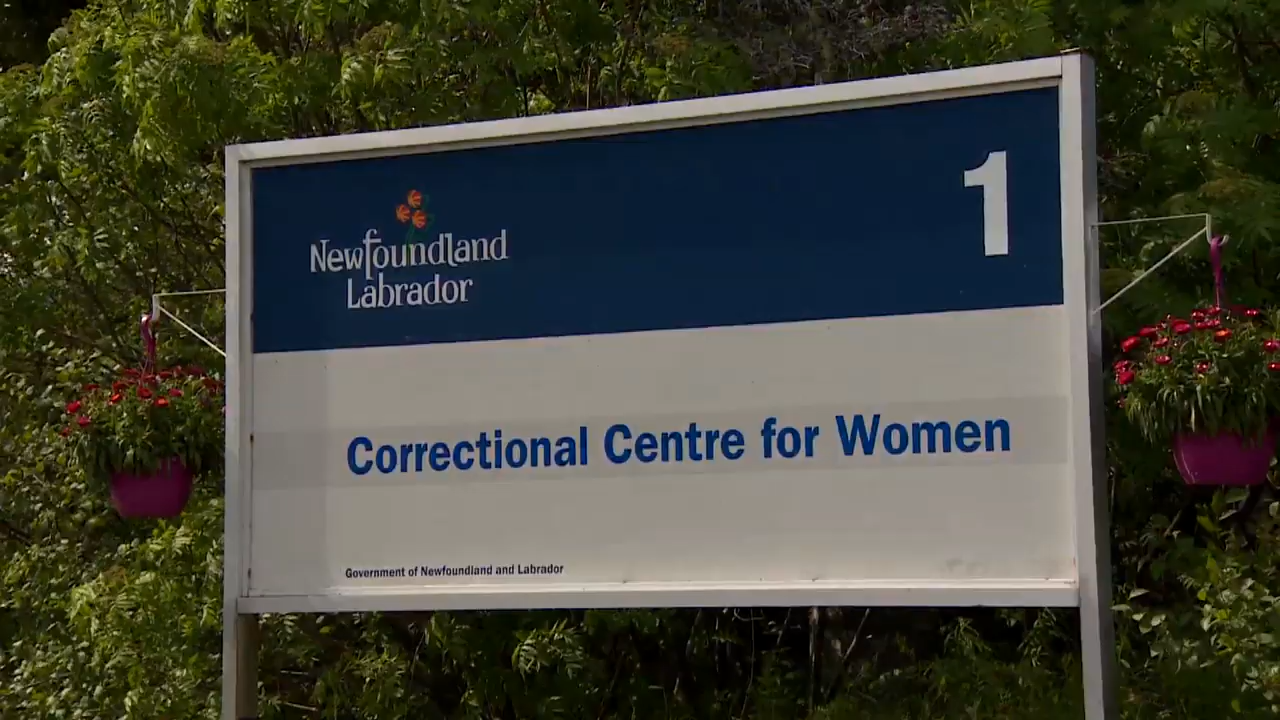 1
Newfoundland
Labrador
Correctional Centre for Women
Government of Newfoundland and Labrador